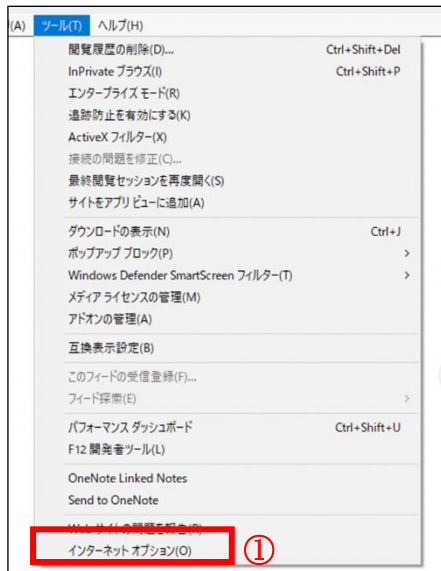 (A) ツール(T) ヘルプ(H)
閲覧履歴の削除(D)... Ctrl+Shift+Del
InPrivate ブラウズ(I) Ctrl+Shift+P
エンタープライズ モード(R)
追跡防止を有効にする(K)
ActiveX フィルター(X)
接続の問題を修正(C)...
最終閲覧セッションを再度開く(S)
サイトをアプリ ビューに追加(A)
ダウンロードの表示(N) Ctrl+J
ポップアップ ブロック(P) >
Windows Defender SmartScreen フィルター(T) >
メディア ライセンスの管理(M)
アドオンの管理(A)
互換表示設定(B)
このフィードの受信登録(F)...
フィード探索(E) >
パフォーマンス ダッシュボード Ctrl+Shift+U
F12 開発者ツール(L)
OneNote Linked Notes
Send to OneNote
Web サイトの問題を報告(R)
インターネット オプション(O) ①